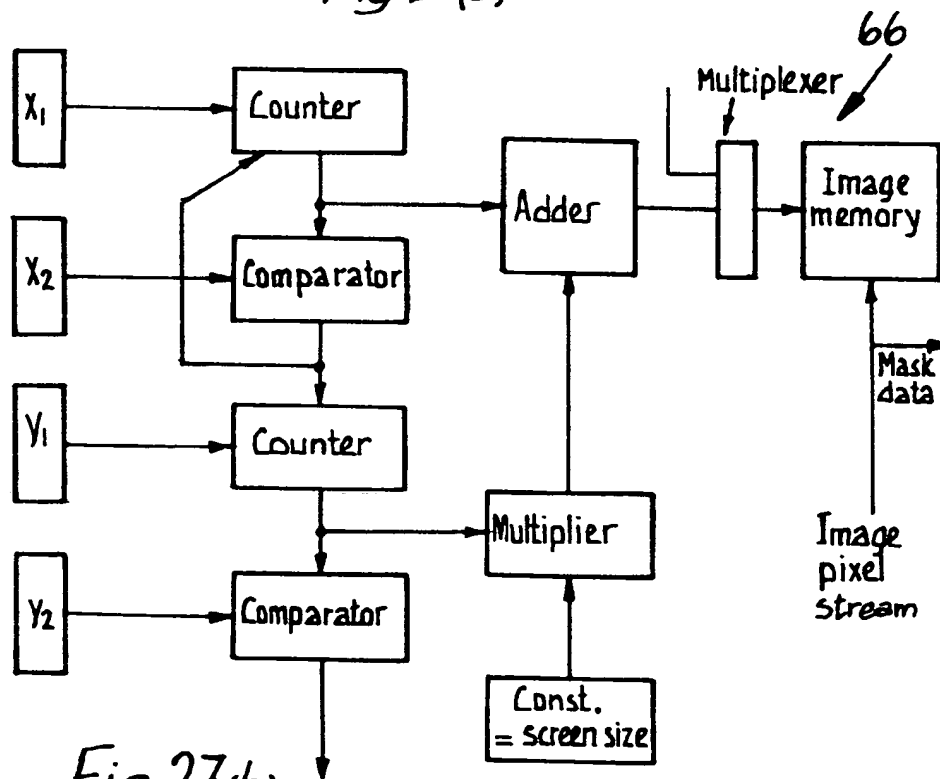 66
Multiplexer
X1
Counter
Adder
Image
memory
X2
Comparator
Mask
data
Y1
Counter
Multiplier
Image
pixel
stream
Y2
Comparator
Const.
= screen size
Fig 27(b)